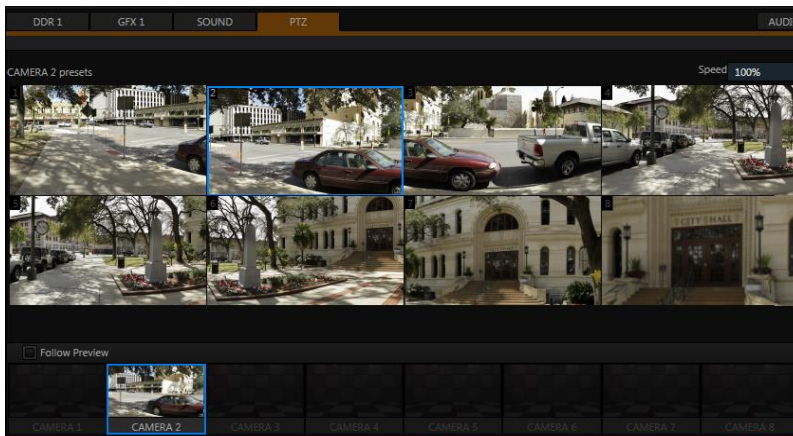 DDR 1 GFX 1 SOUND PTZ AUDI
CAMERA 2 presets Speed 100%
1 2 3 4
5 6 7 8
CITY HALL
Follow Preview
CAMERA 1 CAMERA 2 CAMERA 3 CAMERA 4 CAMERA 5 CAMERA 6 CAMERA 7 CAMERA 8